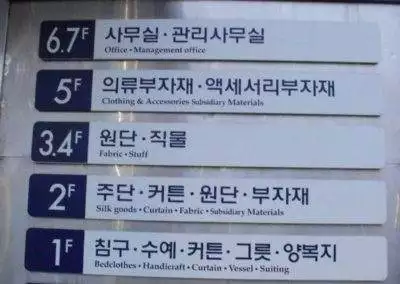 6.7F 사무실·관리사무실
Office • Management office
5F 의류부자재·액세서리부자재
Clothing & Accessories Subsidiary Materials
3.4F 원단·직물
Fabric • Stuff
2F 주단·커튼·원단·부자재
Silk goods • Curtain • Fabric • Subsidiary Materials
1F 침구·수예·커튼·그릇·양복지
Bedclothes • Handicraft • Curtain • Vessel • Suiting